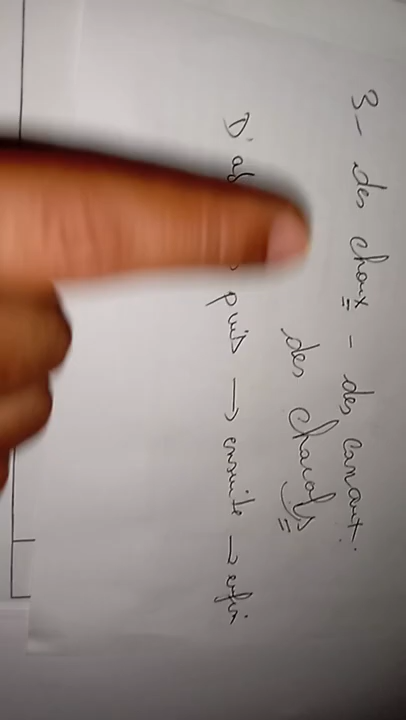 3- des choux - des canaux.
des chacals
puis → ensuite → enfin